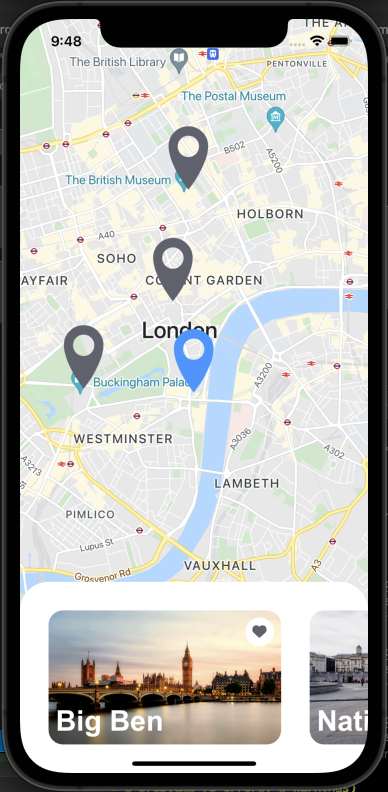 9:48
THE A
The British Library
PENTONVILLE
The Postal Museum
B502
A5200
The British Museum
HOLBORN
A40
SOHO
AYFAIR
COVENT GARDEN
London
A3200
Buckingham Palac
A3036
WESTMINSTER
A302
A3213
LAMBETH
PIMLICO
Lupus St
A3
Grosvenor Rd
VAUXHALL
Big Ben
Nati